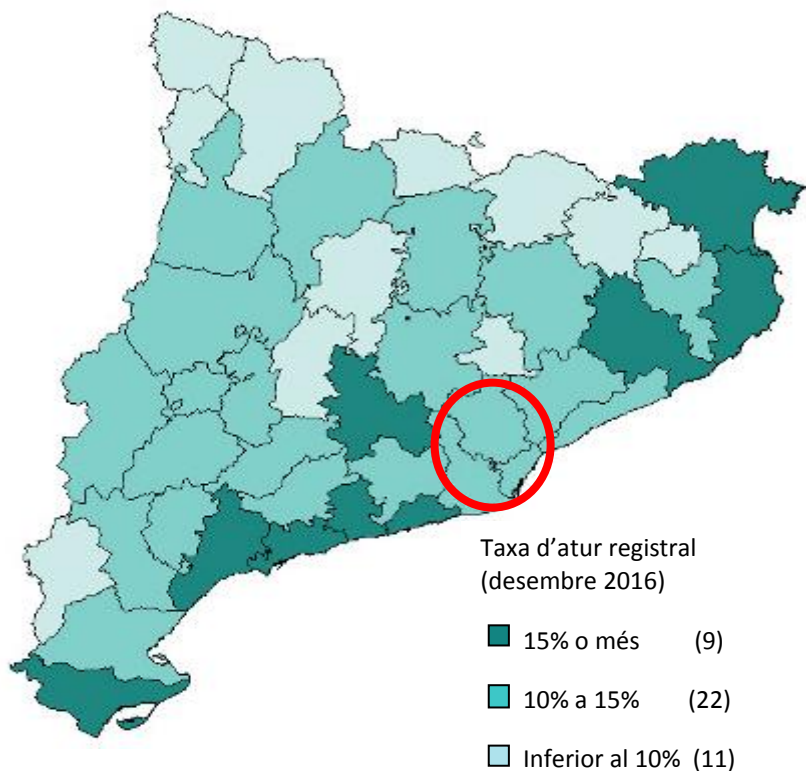 Taxa d’atur registral
(desembre 2016)
15% o més (9)
10% a 15% (22)
Inferior al 10% (11)